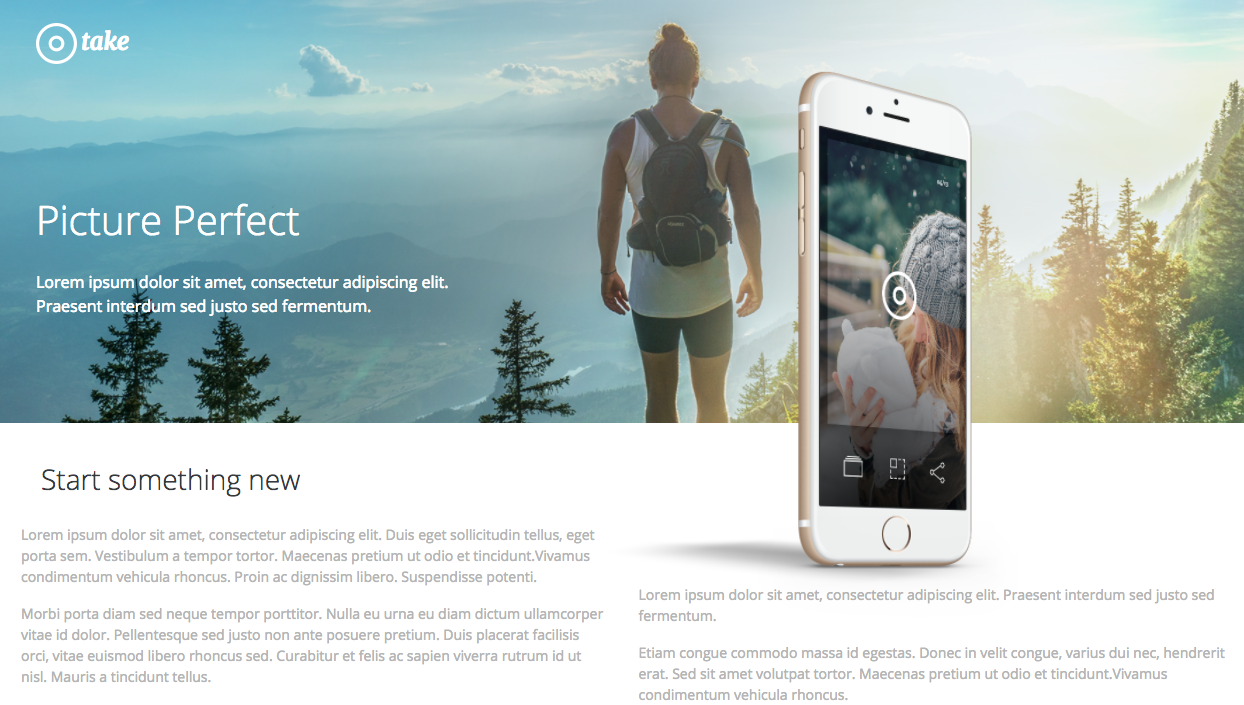 take
Picture Perfect
Lorem ipsum dolor sit amet, consectetur adipiscing elit.
Praesent interdum sed justo sed fermentum.
Start something new
Lorem ipsum dolor sit amet, consectetur adipiscing elit. Duis eget sollicitudin tellus, eget
porta sem. Vestibulum a tempor tortor. Maecenas pretium ut odio et tincidunt.Vivamus
condimentum vehicula rhoncus. Proin ac dignissim libero. Suspendisse potenti.
Morbi porta diam sed neque tempor porttitor. Nulla eu urna eu diam dictum ullamcorper
vitae id dolor. Pellentesque sed justo non ante posuere pretium. Duis placerat facilisis
orci, vitae euismod libero rhoncus sed. Curabitur et felis ac sapien viverra rutrum id ut
nisl. Mauris a tincidunt tellus.
Lorem ipsum dolor sit amet, consectetur adipiscing elit. Praesent interdum sed justo sed
fermentum.
Etiam congue commodo massa id egestas. Donec in velit congue, varius dui nec, hendrerit
erat. Sed sit amet volutpat tortor. Maecenas pretium ut odio et tincidunt.Vivamus
condimentum vehicula rhoncus.